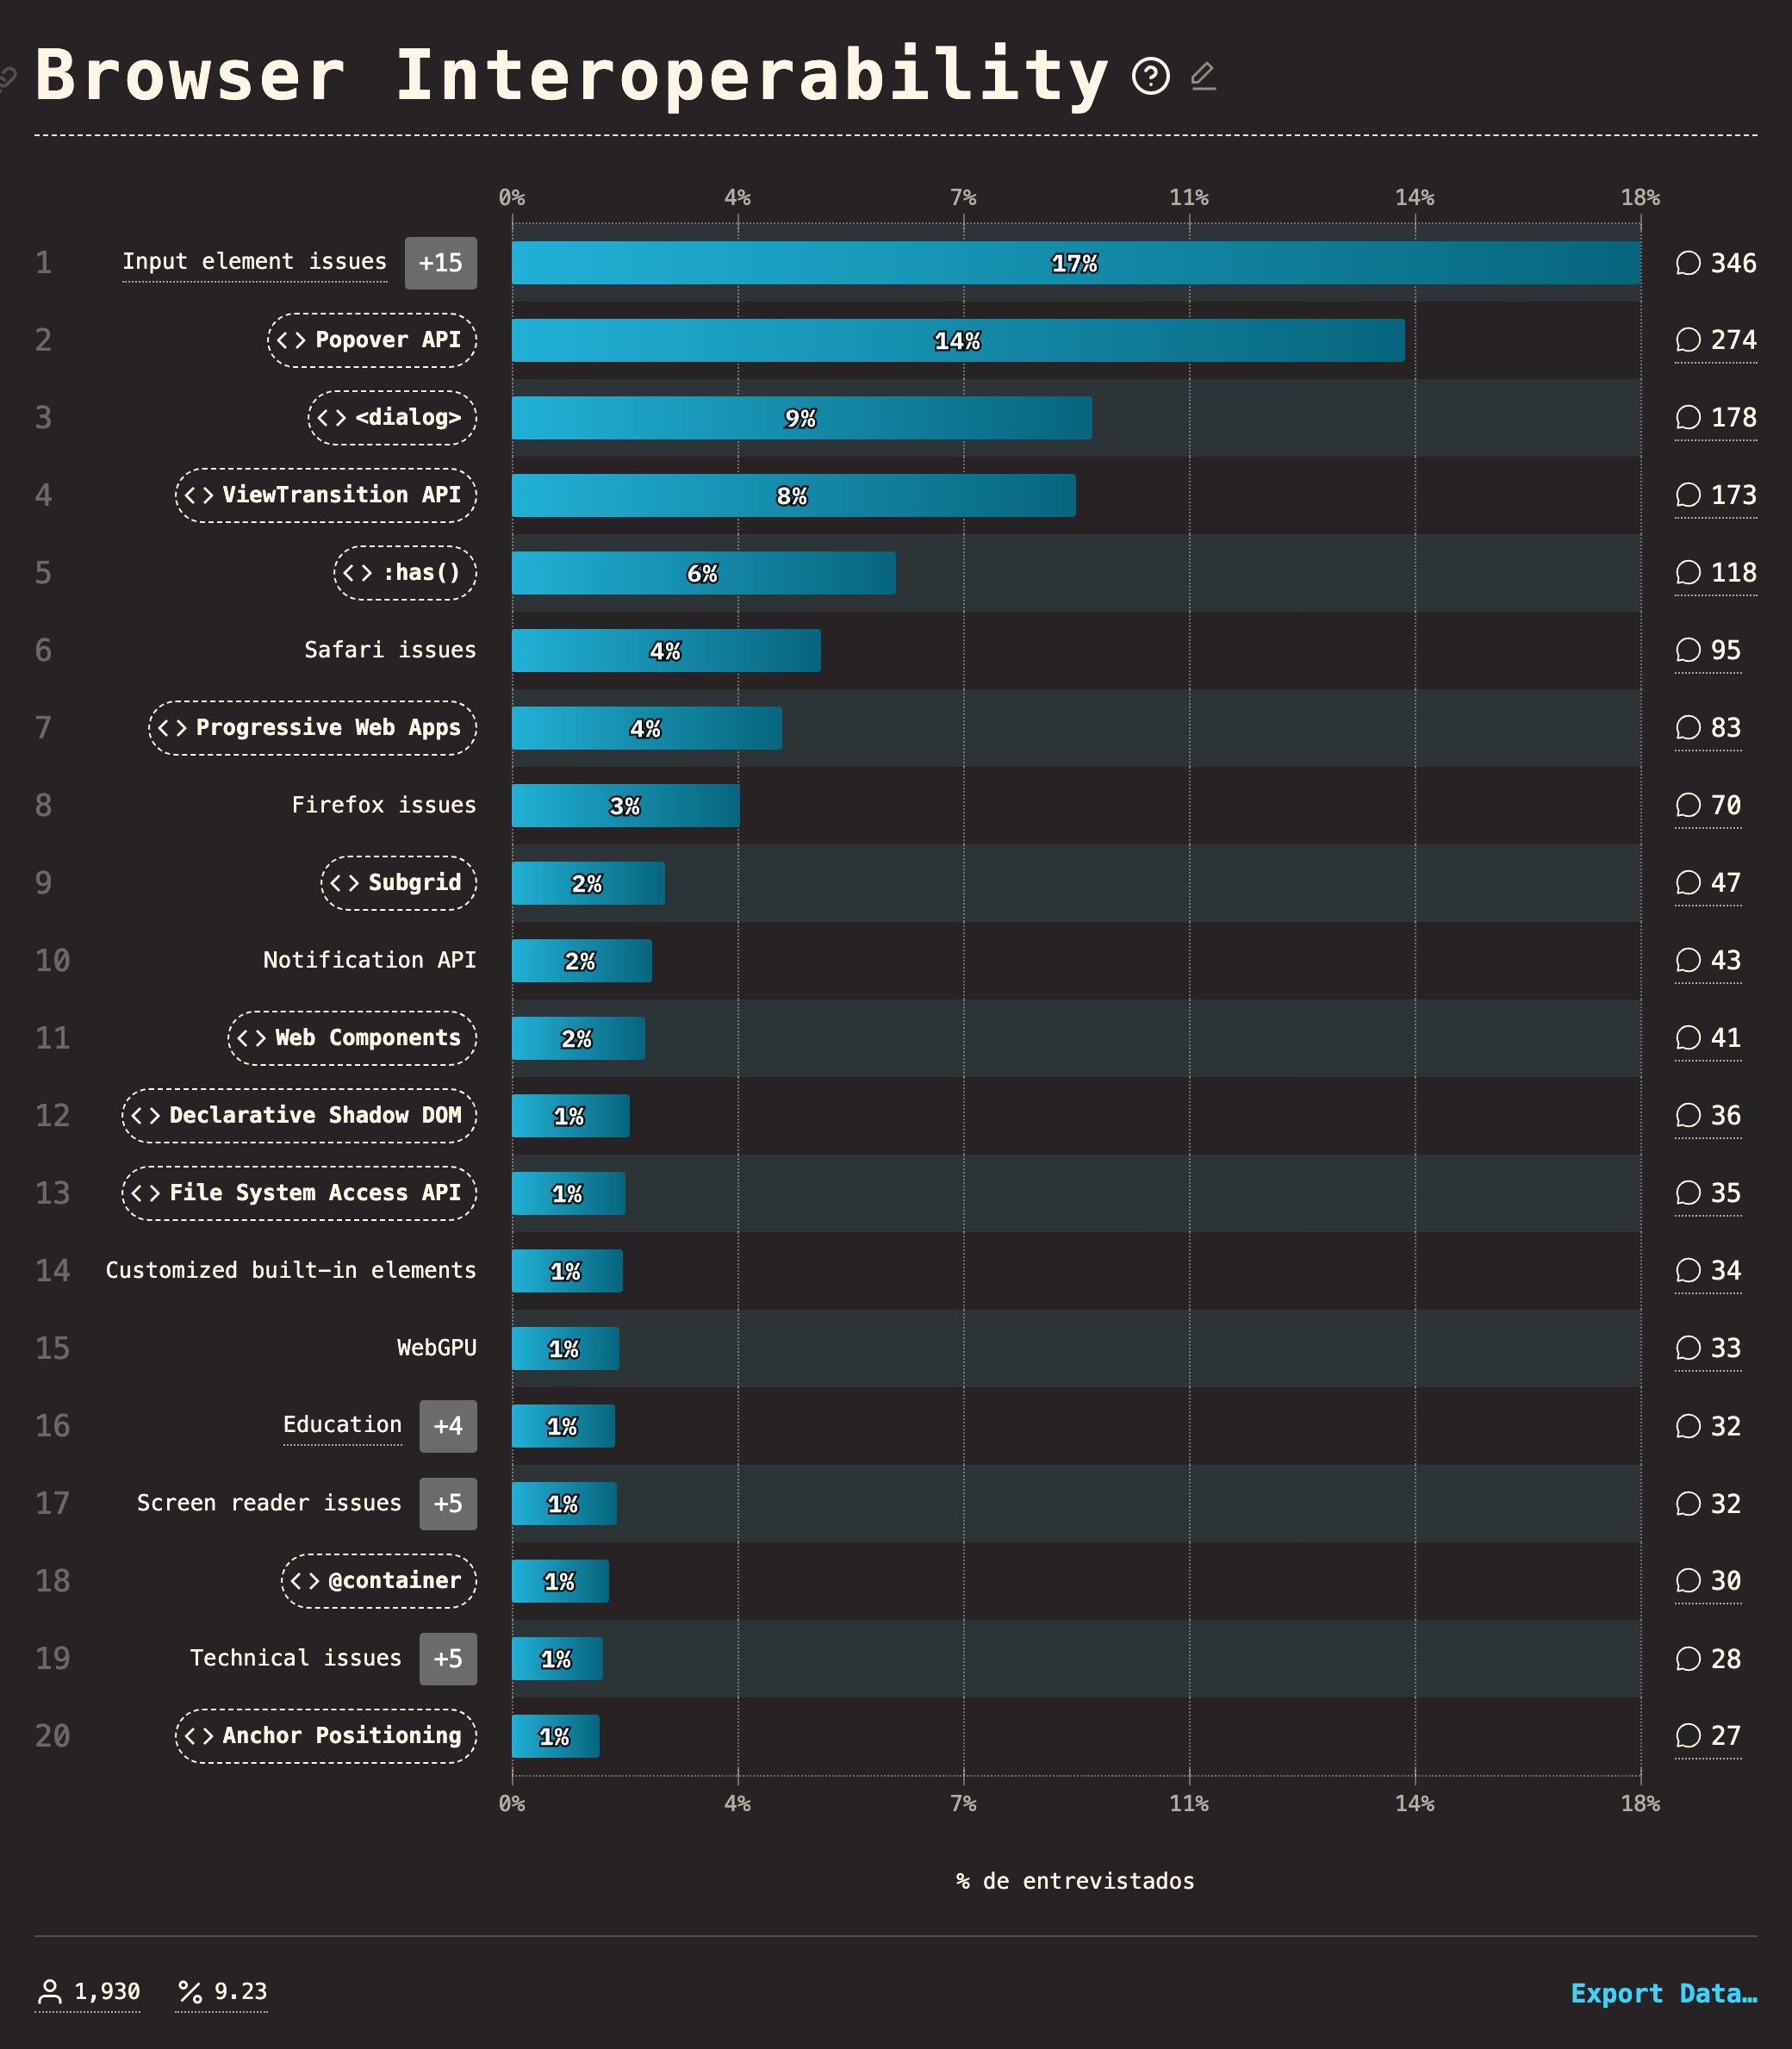 Browser Interoperability
0% 4% 7% 11% 14% 18%
1 Input element issues +15 17% 346
2 <> Popover API 14% 274
3 <> <dialog> 9% 178
4 <> ViewTransition API 8% 173
5 <> :has() 6% 118
6 Safari issues 4% 95
7 <> Progressive Web Apps 4% 83
8 Firefox issues 3% 70
9 <> Subgrid 2% 47
10 Notification API 2% 43
11 <> Web Components 2% 41
12 <> Declarative Shadow DOM 1% 36
13 <> File System Access API 1% 35
14 Customized built-in elements 1% 34
15 WebGPU 1% 33
16 Education +4 1% 32
17 Screen reader issues +5 1% 32
18 <> @container 1% 30
19 Technical issues +5 1% 28
20 <> Anchor Positioning 1% 27
0% 4% 7% 11% 14% 18%
% de entrevistados
1,930 % 9.23 Export Data…